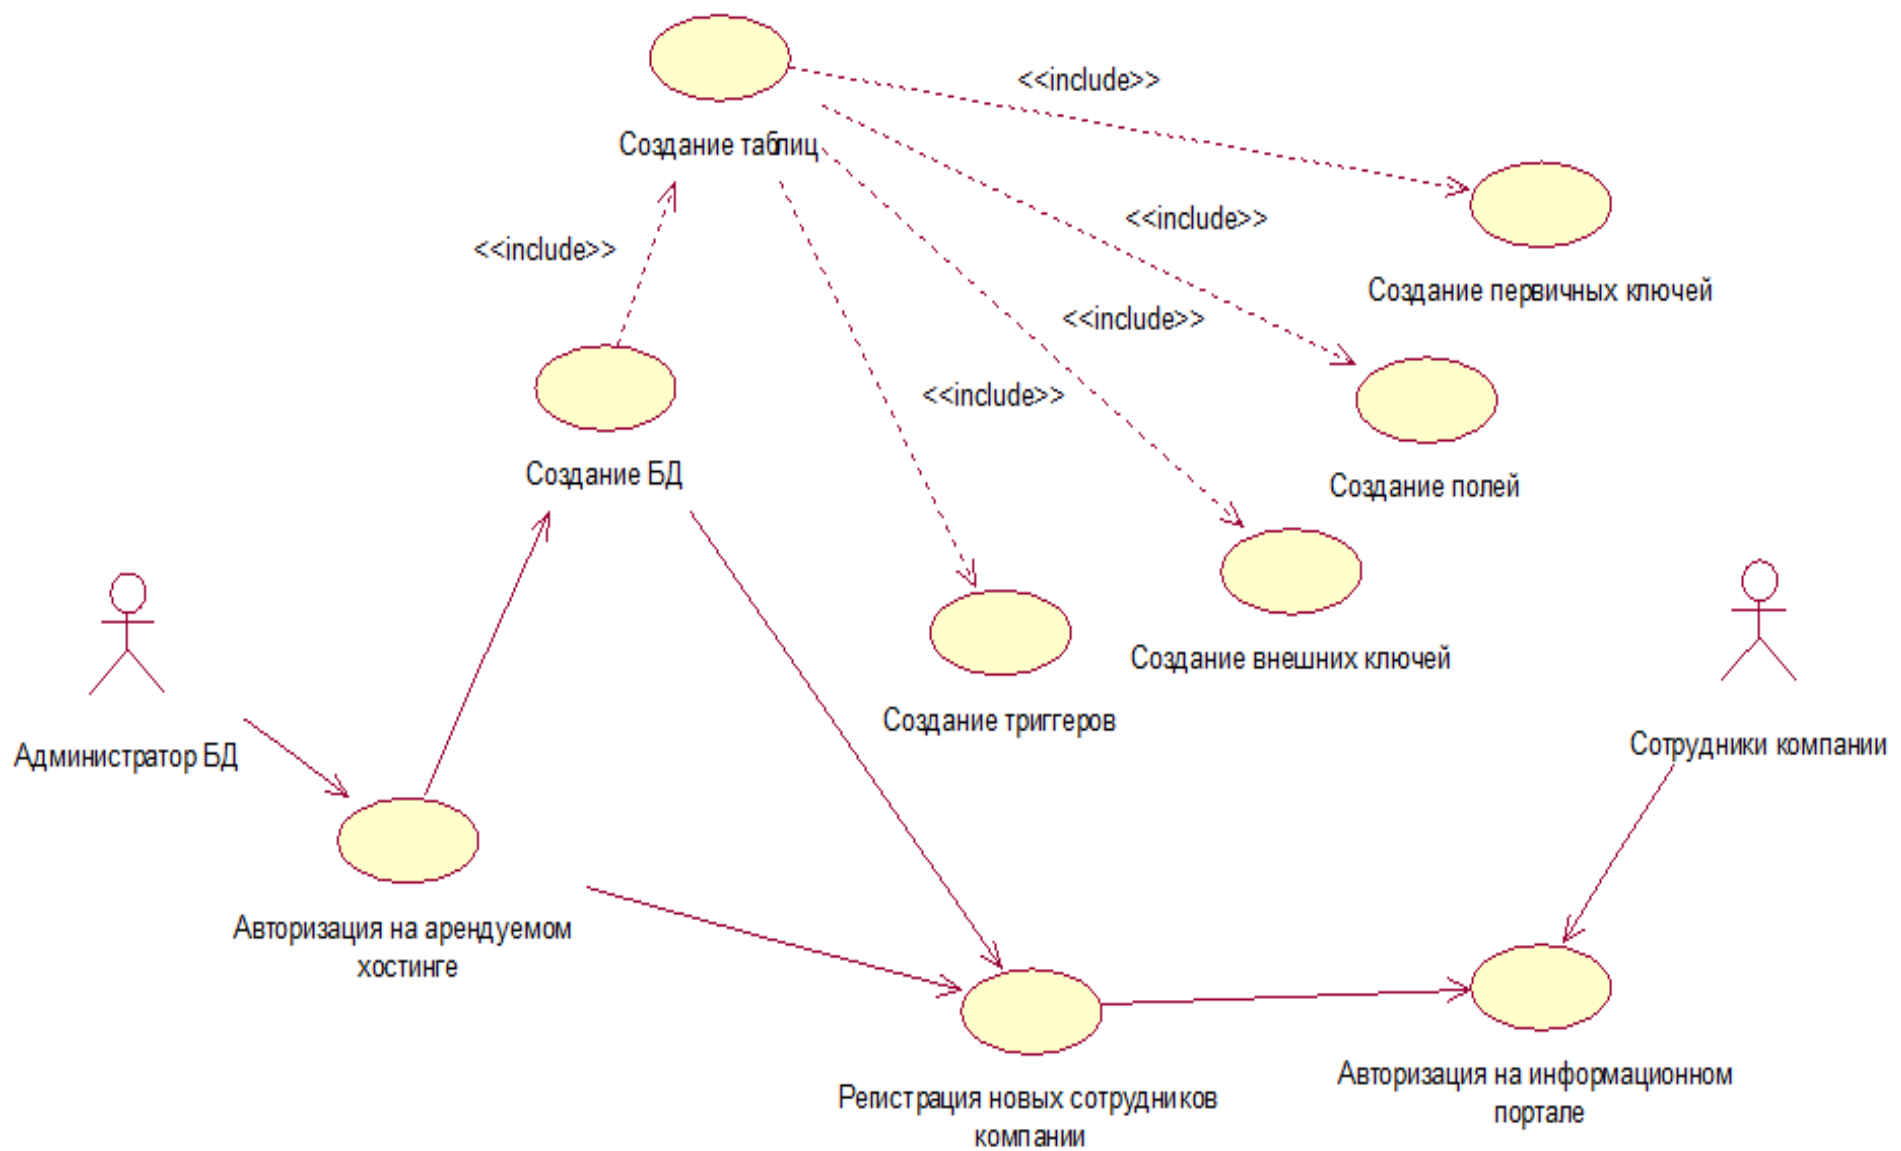 <<include>>
Создание таблиц
<<include>>
<<include>>
Создание первичных ключей
<<include>>
<<include>>
Создание БД
Создание полей
Создание внешних ключей
Создание триггеров
Администратор БД
Сотрудники компании
Авторизация на арендуемом
хостинге
Регистрация новых сотрудников
компании
Авторизация на информационном
портале